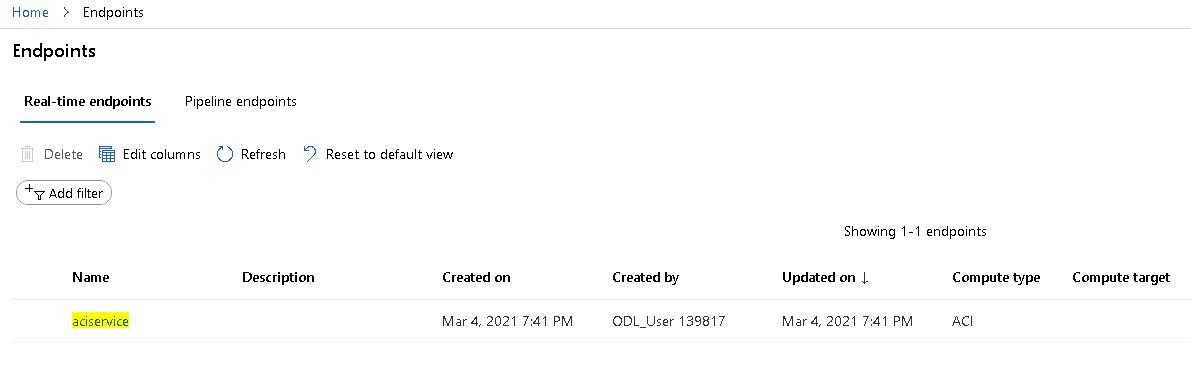 Home > Endpoints
Endpoints
Real-time endpoints Pipeline endpoints
Delete Edit columns Refresh Reset to default view
Add filter
Showing 1-1 endpoints
Name Description Created on Created by Updated on ↓ Compute type Compute target
aciservice Mar 4, 2021 7:41 PM ODL_User 139817 Mar 4, 2021 7:41 PM ACI